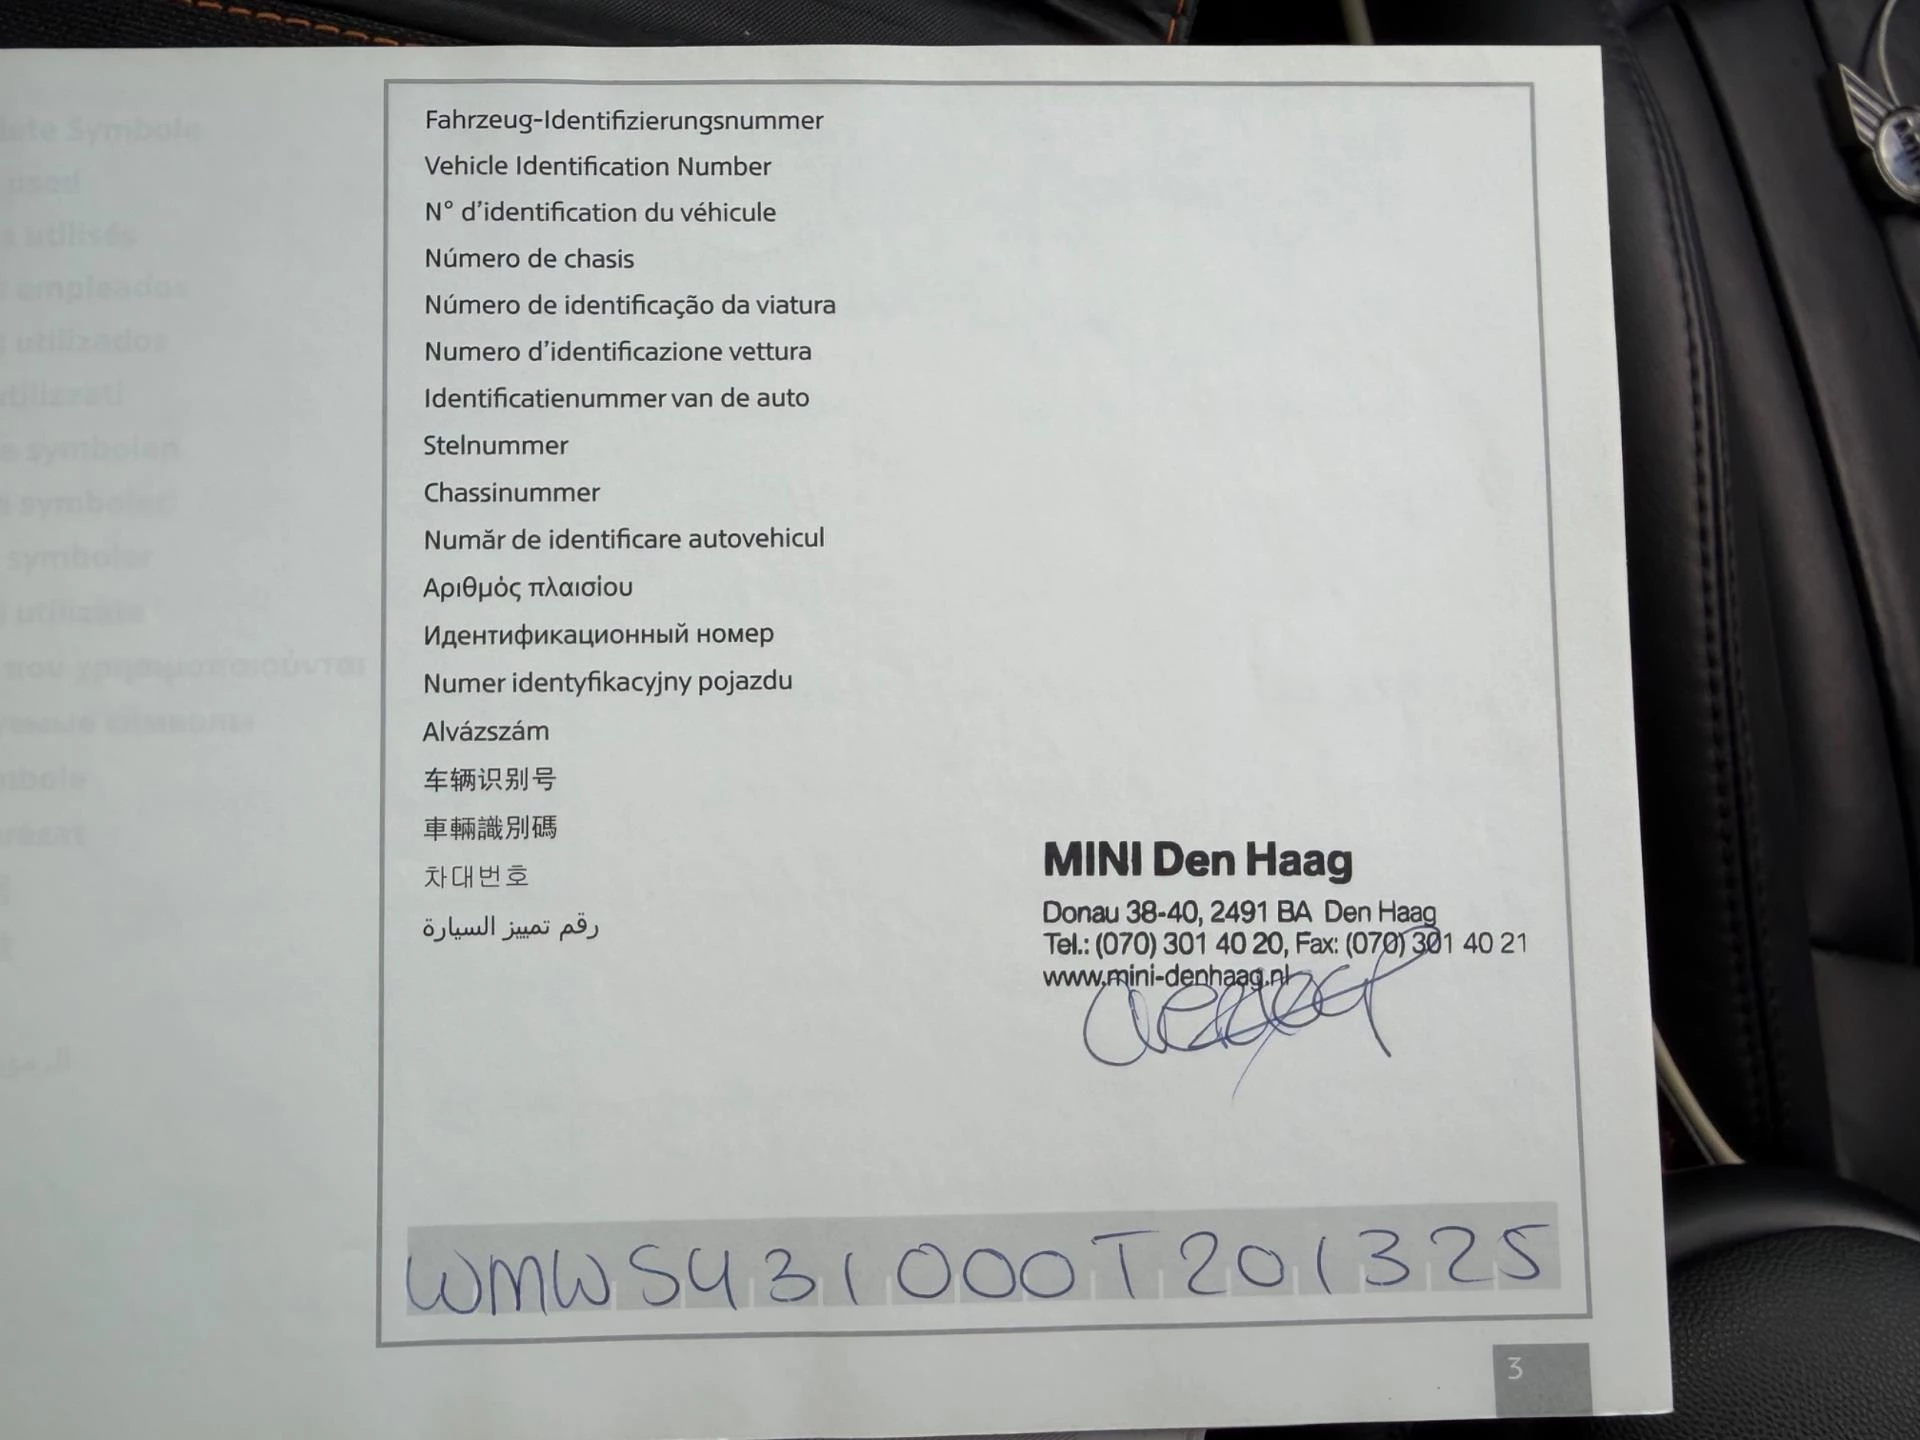 Fahrzeug-Identifizierungsnummer
Vehicle Identification Number
N° d'identification du véhicule
Número de chasis
Número de identificação da viatura
Numero d'identificazione vettura
Identificatienummer van de auto
Stelnummer
Chassinummer
Număr de identificare autovehicul
Αριθμός πλαισίου
Идентификационный номер
Numer identyfikacyjny pojazdu
Alvázszám
车辆识别号
車輛識別碼
차대번호
رقم تمييز السيارة
MINI Den Haag
Donau 38-40, 2491 BA Den Haag
Tel.: (070) 301 40 20, Fax: (070) 301 40 21
www.mini-denhaag.nl
WMWSU31000T201325
3